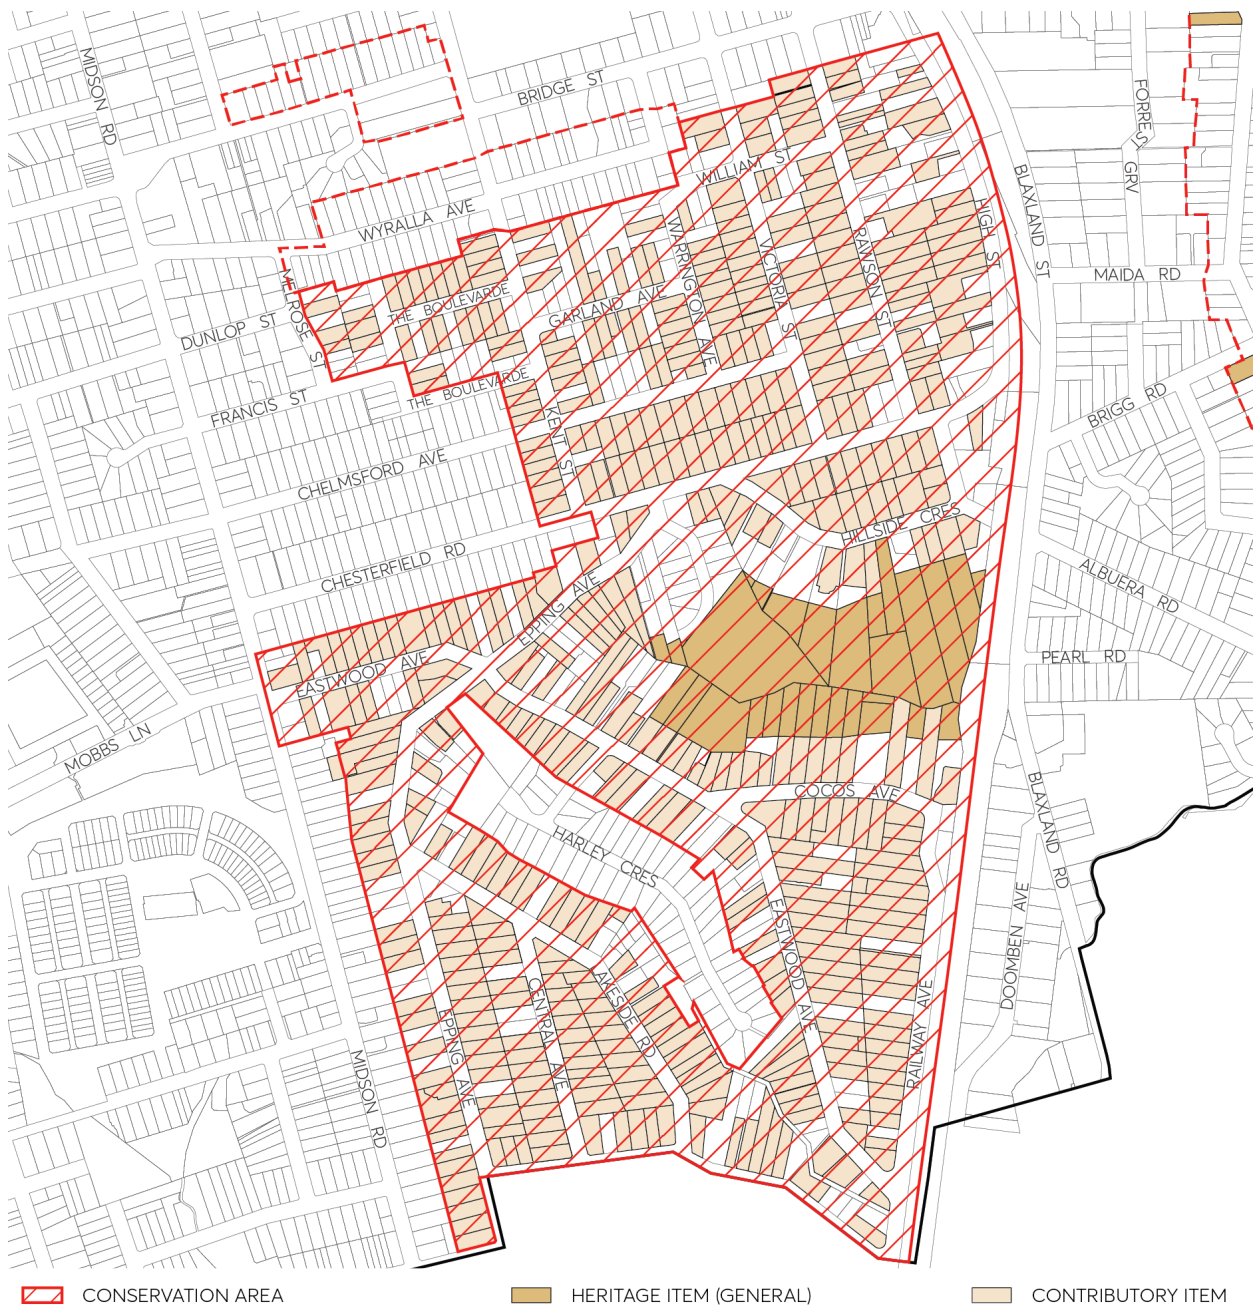 MIDSON RD
BRIDGE ST
FORRES GRV
WILLIAM ST
BLAXLAND ST
WYRALLA AVE
HIGH ST
WARRINGTON AVE
VICTORIA ST
RAWSON ST
MAIDA RD
MELROSE ST
THE BOULEVARDE
GARLAND AVE
DUNLOP ST
THE BOULEVARDE
FRANCIS ST
BRIGG RD
KENT ST
CHELMSFORD AVE
HILLSIDE CRES
CHESTERFIELD RD
ALBUERA RD
EPPING AVE
EASTWOOD AVE
PEARL RD
MOBBS LN
COCOS AVE
BLAXLAND RD
HARLEY CRES
EASTWOOD AVE
DOOMBEN AVE
CENTRAL AVE
AKESIDE RD
EPPING AVE
RAILWAY AVE
MIDSON RD
CONSERVATION AREA
HERITAGE ITEM (GENERAL)
CONTRIBUTORY ITEM